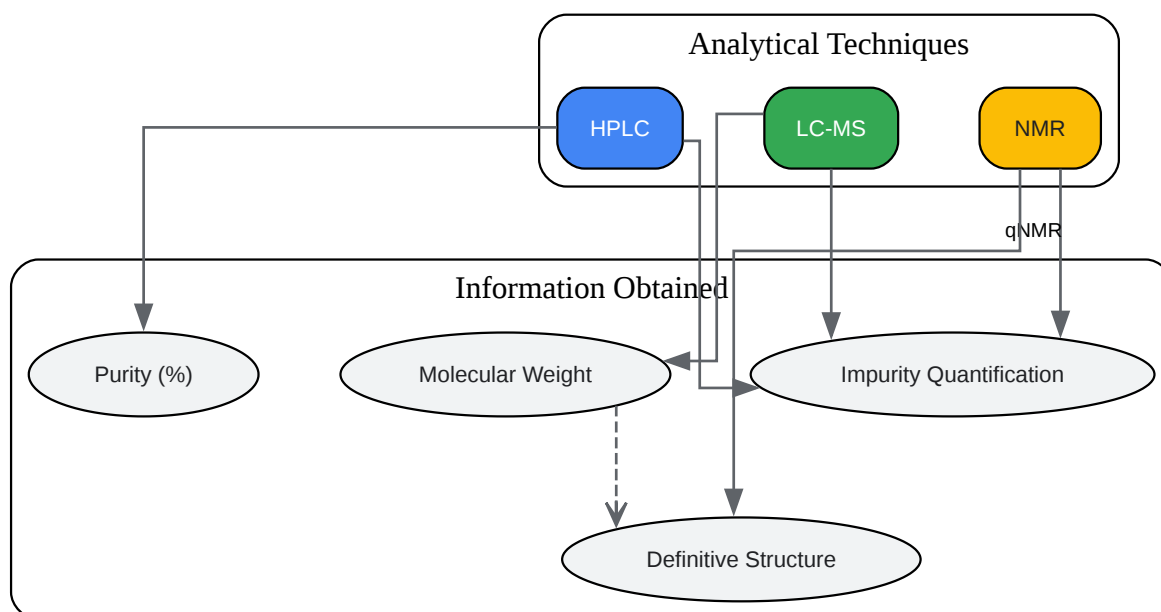 Analytical Techniques
HPLC
LC-MS
NMR
qNMR
Information Obtained
Purity (%)
Molecular Weight
Impurity Quantification
Definitive Structure